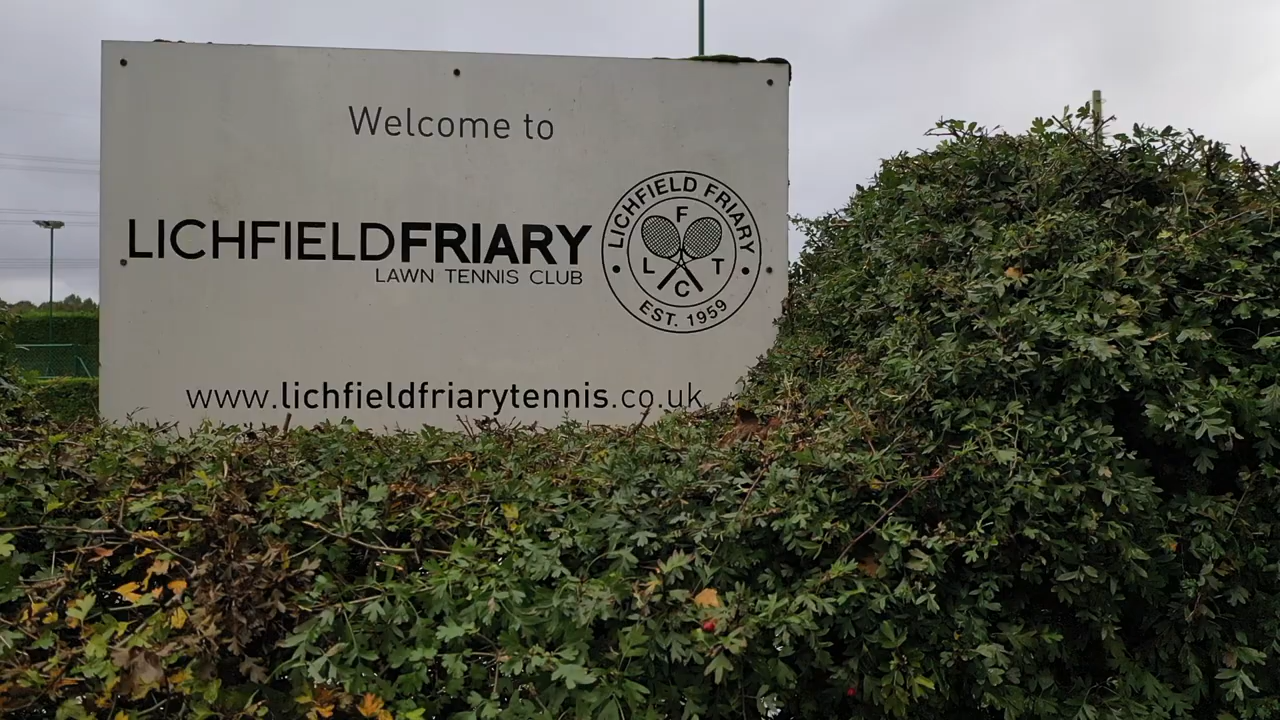 Welcome to
LICHFIELDFRIARY
LAWN TENNIS CLUB
LICHFIELD FRIARY
F
L T
C
EST. 1959
www.lichfieldfriarytennis.co.uk